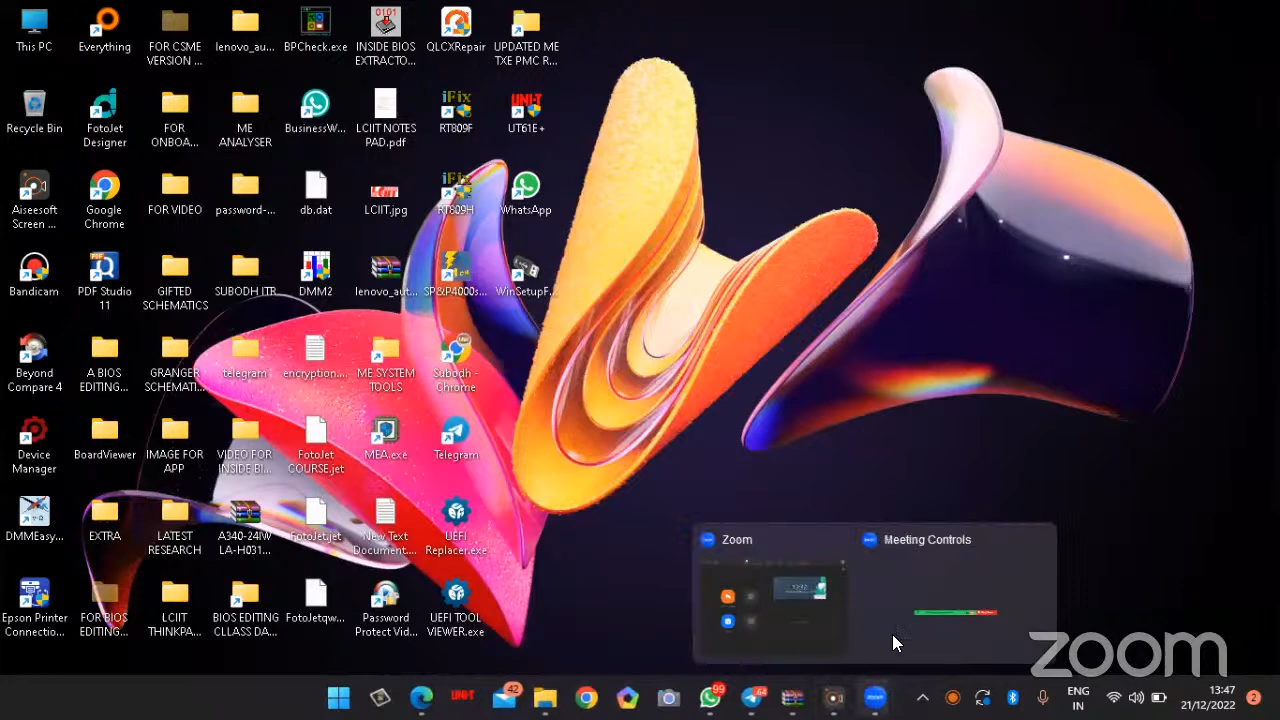 This PC
Everything
FOR CSME
VERSION ...
lenovo_au...
BPCheck.exe
INSIDE BIOS
EXTRACTO...
QLCXRepair
UPDATED ME
TXE PMC R...
Recycle Bin
FotoJet
Designer
FOR
ONBOA...
ME
ANALYSER
BusinessW...
LCIIT NOTES
PAD.pdf
RT809F
UT61E+
Aiseesoft
Screen ...
Google
Chrome
FOR VIDEO
password-...
db.dat
LCIIT.jpg
RT809H
WhatsApp
Bandicam
PDF Studio
11
GIFTED
SCHEMATICS
SUBODH ITR
DMM2
lenovo_aut...
SP&P4000s...
WinSetupF...
Beyond
Compare 4
A BIOS
EDITING...
GRANGER
SCHEMATI...
telegram
encryption....
ME SYSTEM
TOOLS
Subodh -
Chrome
Device
Manager
BoardViewer
IMAGE FOR
APP
VIDEO FOR
INSIDE BI...
FotoJet
COURSE.jet
MEA.exe
Telegram
DMMEasy...
EXTRA
LATEST
RESEARCH
A340-24IW
LA-H031...
FotoJet.jet
New Text
Document....
UEFI
Replacer.exe
Epson Printer
Connectio...
FOR BIOS
EDITING...
LCIIT
THINKPA...
BIOS EDITING
CLLASS DA...
FotoJetqw...
Password
Protect Vid...
UEFI TOOL
VIEWER.exe
Zoom
Meeting Controls
zoom
UNI-T
42
99
64
ENG
IN
13:47
21/12/2022
2